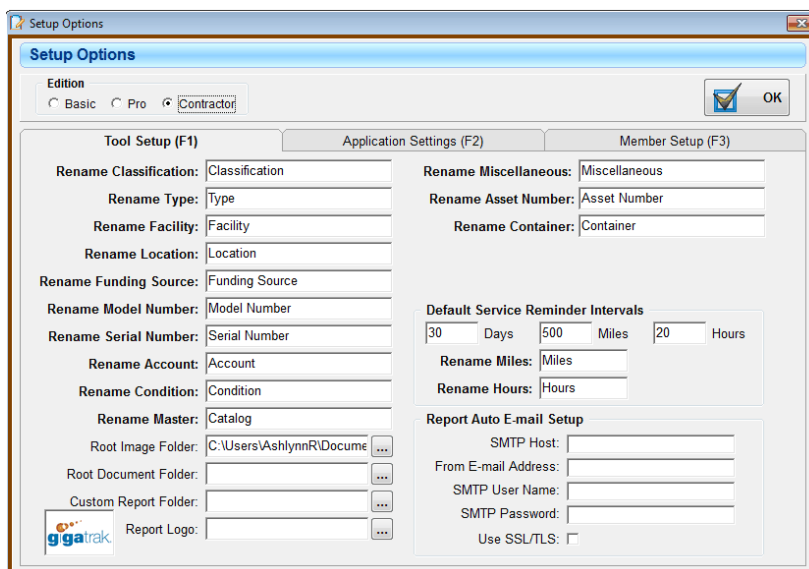 Setup Options
Setup Options
Edition
Basic Pro Contractor
OK
Tool Setup (F1) Application Settings (F2) Member Setup (F3)
Rename Classification: Classification
Rename Type: Type
Rename Facility: Facility
Rename Location: Location
Rename Funding Source: Funding Source
Rename Model Number: Model Number
Rename Serial Number: Serial Number
Rename Account: Account
Rename Condition: Condition
Rename Master: Catalog
Root Image Folder: C:\Users\AshlynnR\Docume ...
Root Document Folder: ...
Custom Report Folder: ...
gigatrak.
Report Logo: ...
Rename Miscellaneous: Miscellaneous
Rename Asset Number: Asset Number
Rename Container: Container
Default Service Reminder Intervals
30 Days 500 Miles 20 Hours
Rename Miles: Miles
Rename Hours: Hours
Report Auto E-mail Setup
SMTP Host:
From E-mail Address:
SMTP User Name:
SMTP Password:
Use SSL/TLS: